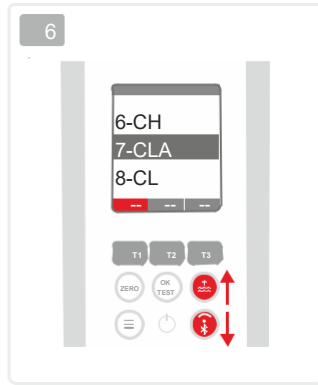 6
6-CH
7-CLA
8-CL
-- -- --
T1 T2 T3
ZERO OK TEST